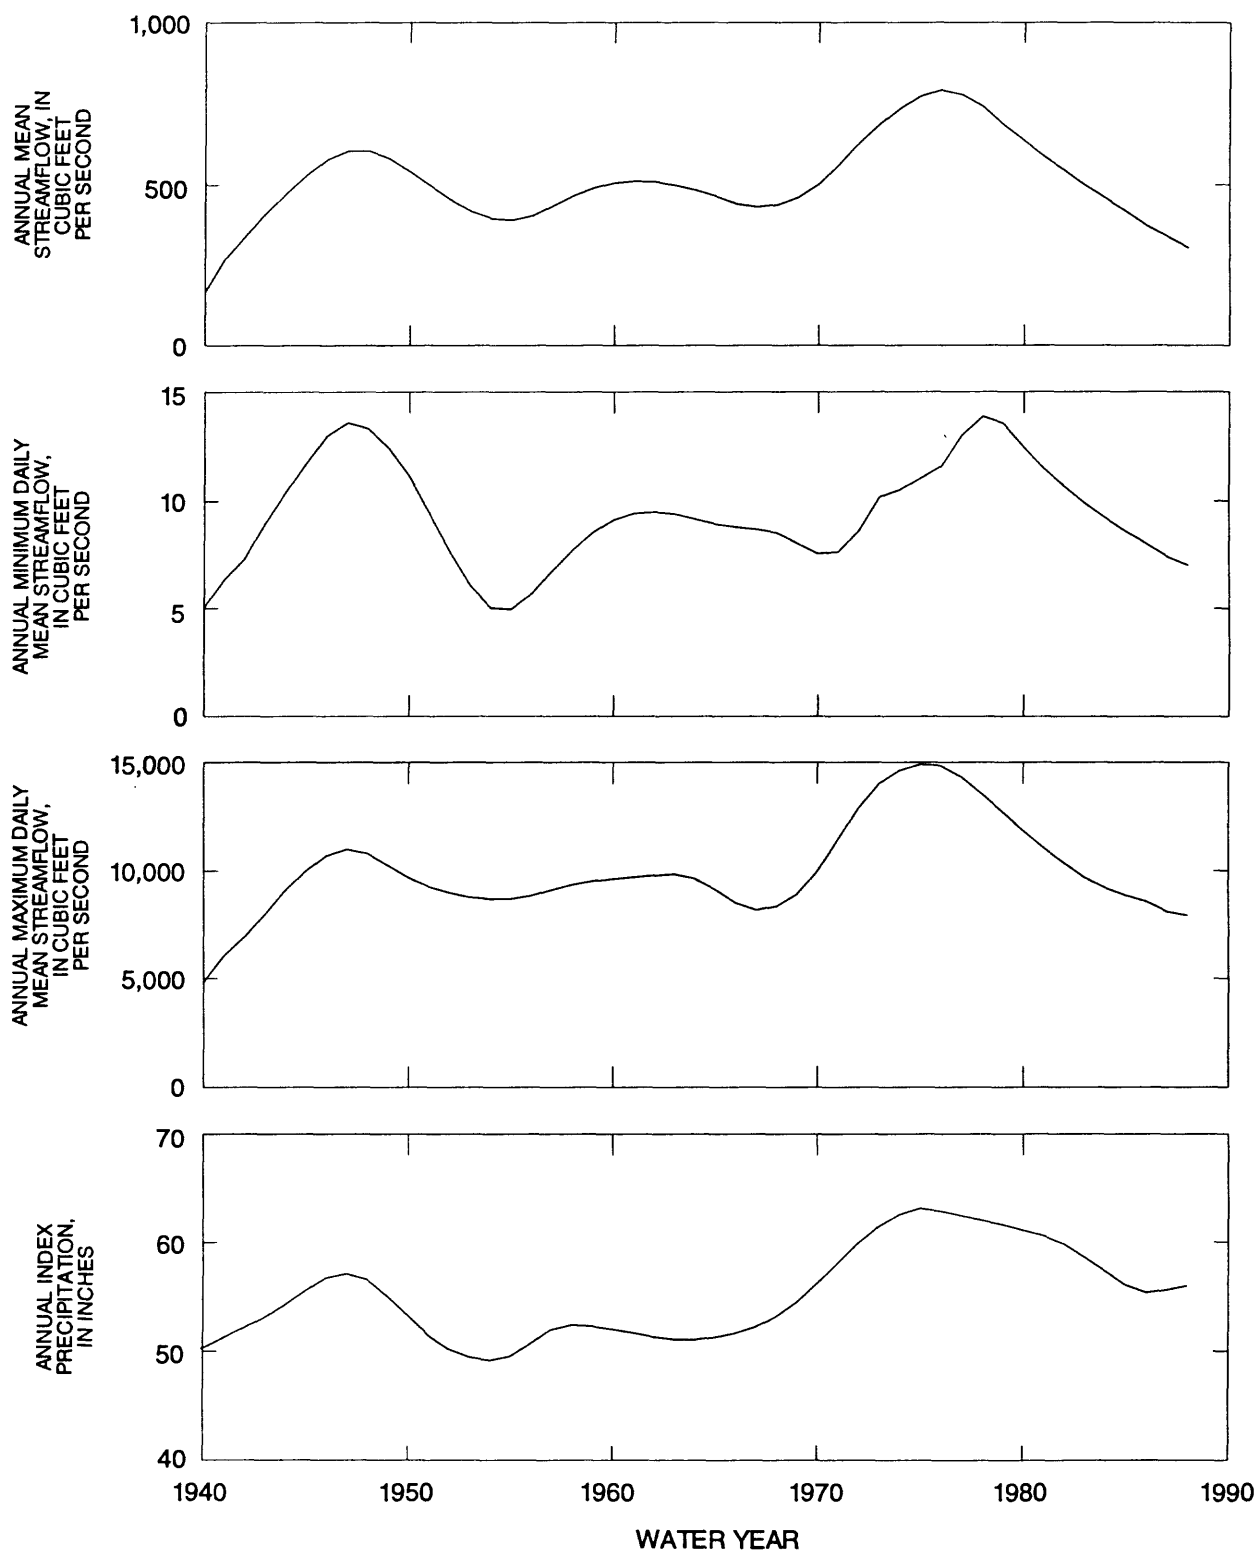 1,000
500
0
ANNUAL MEAN
STREAMFLOW, IN
CUBIC FEET
PER SECOND
15
10
5
0
ANNUAL MINIMUM DAILY
MEAN STREAMFLOW,
IN CUBIC FEET
PER SECOND
15,000
10,000
5,000
0
ANNUAL MAXIMUM DAILY
MEAN STREAMFLOW,
IN CUBIC FEET
PER SECOND
70
60
50
40
ANNUAL INDEX
PRECIPITATION,
IN INCHES
1940 1950 1960 1970 1980 1990
WATER YEAR